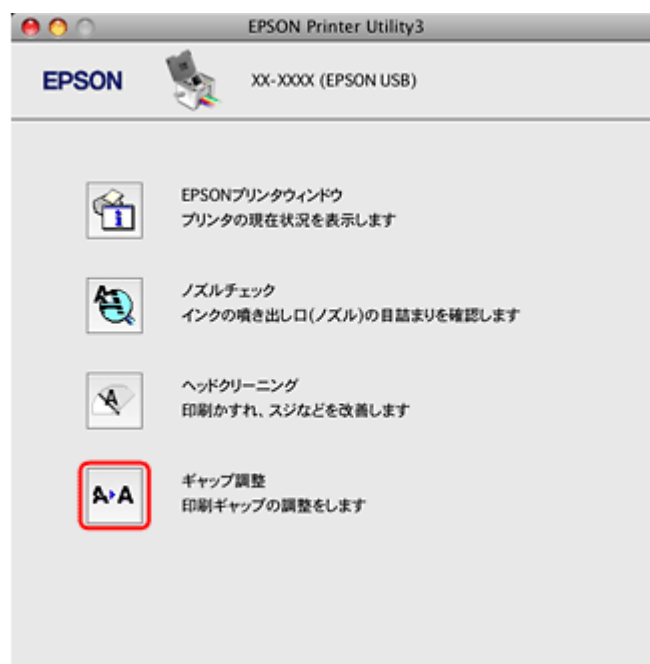 EPSON Printer Utility3
EPSON
XX-XXXX (EPSON USB)
EPSONプリンタウィンドウ
プリンタの現在状況を表示します
ノズルチェック
インクの噴き出し口(ノズル)の目詰まりを確認します
ヘッドクリーニング
印刷かすれ、スジなどを改善します
ギャップ調整
印刷ギャップの調整をします